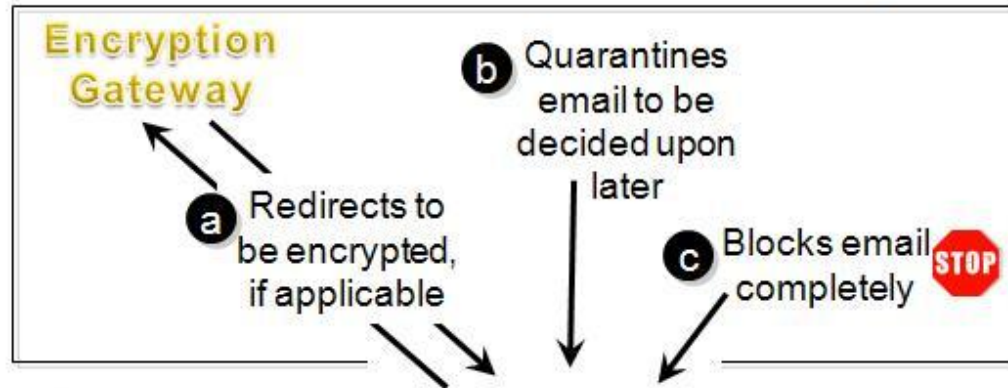 Encryption
Gateway
a Redirects to
be encrypted,
if applicable
b Quarantines
email to be
decided upon
later
c Blocks email
completely
STOP